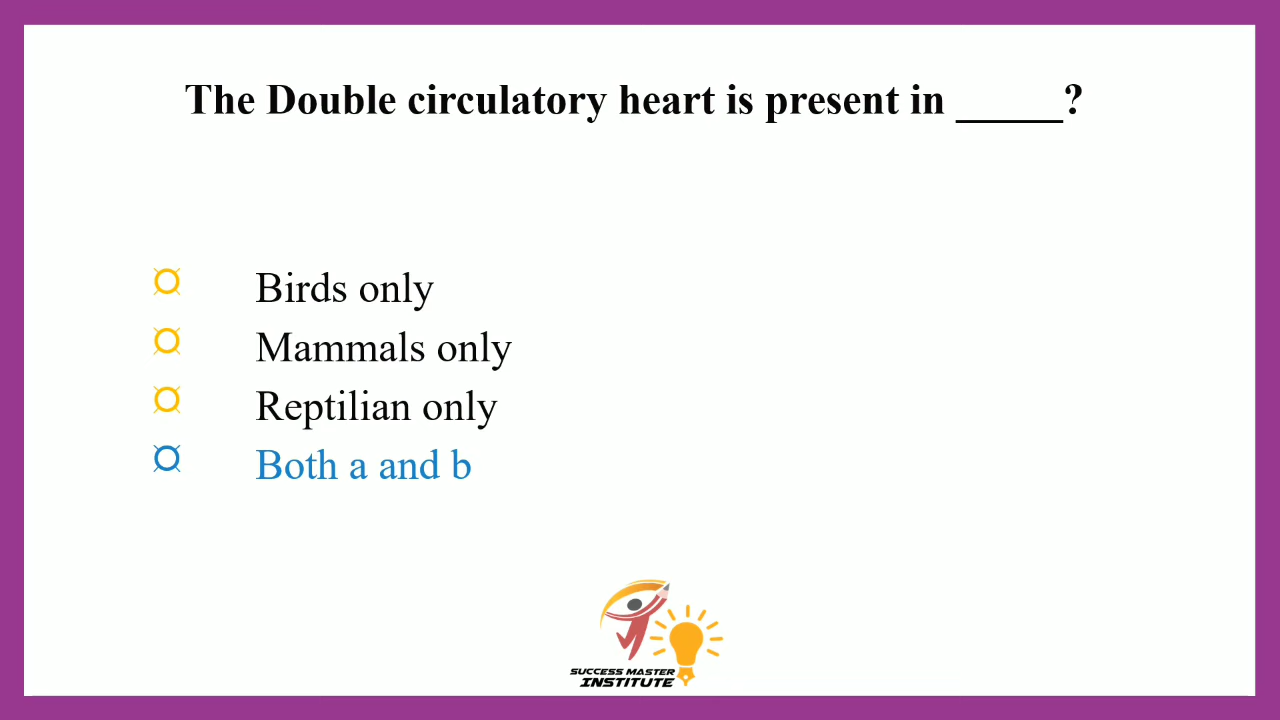 The Double circulatory heart is present in _____?
¤ Birds only
¤ Mammals only
¤ Reptilian only
¤ Both a and b
SUCCESS MASTER
INSTITUTE